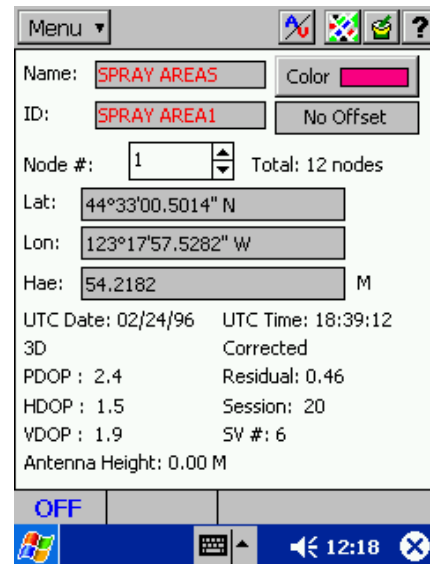 Menu ?
Name: SPRAY AREAS Color
ID: SPRAY AREA1 No Offset
Node #: 1 Total: 12 nodes
Lat: 44°33'00.5014" N
Lon: 123°17'57.5282" W
Hae: 54.2182 M
UTC Date: 02/24/96 UTC Time: 18:39:12
3D Corrected
PDOP : 2.4 Residual: 0.46
HDOP : 1.5 Session: 20
VDOP : 1.9 SV #: 6
Antenna Height: 0.00 M
OFF
12:18